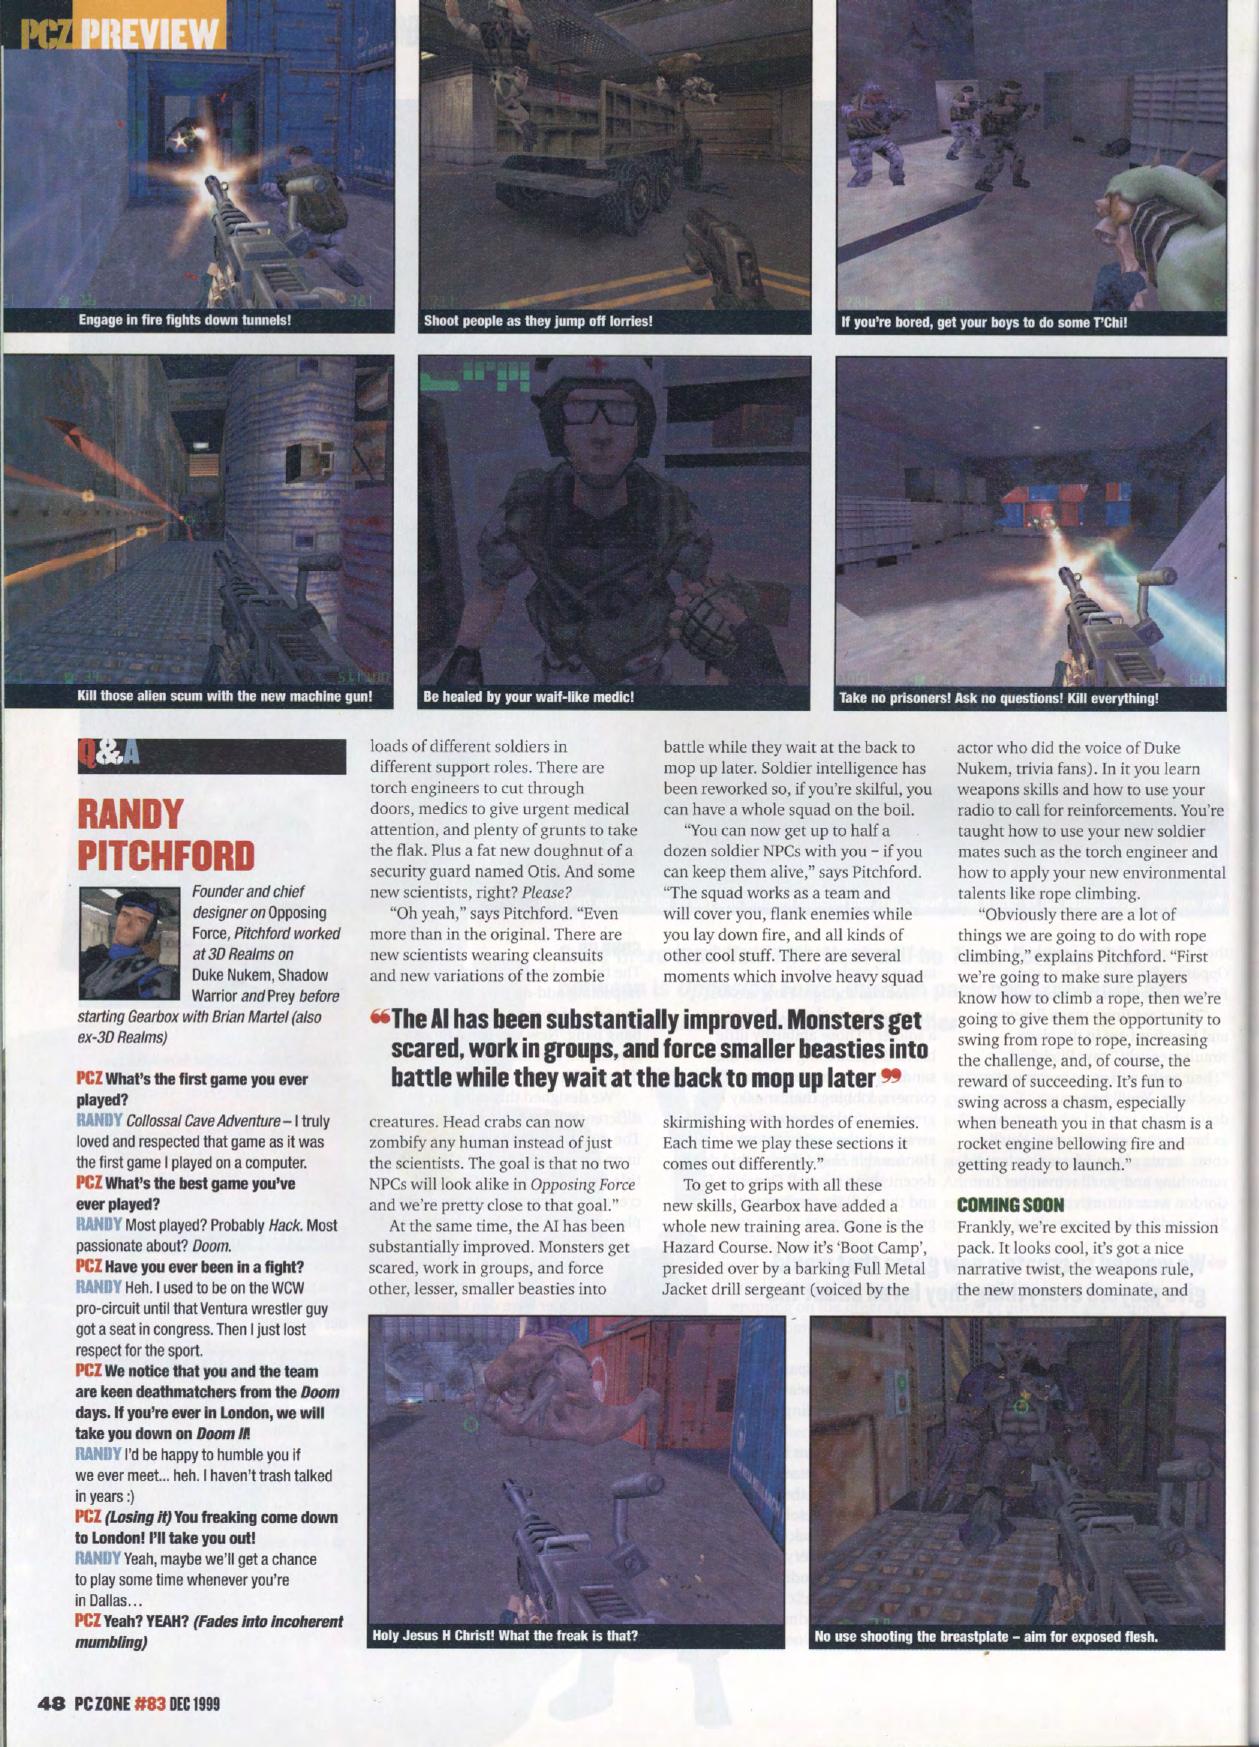 PCZ PREVIEW
Engage in fire fights down tunnels!
Shoot people as they jump off lorries!
If you're bored, get your boys to do some T'Chi!
Kill those alien scum with the new machine gun!
Be healed by your waif-like medic!
Take no prisoners! Ask no questions! Kill everything!
Q&A
RANDY
PITCHFORD
Founder and chief
designer on Opposing
Force, Pitchford worked
at 3D Realms on
Duke Nukem, Shadow
Warrior and Prey before
starting Gearbox with Brian Martel (also
ex-3D Realms)
PCZ What's the first game you ever
played?
RANDY Collossal Cave Adventure – I truly
loved and respected that game as it was
the first game I played on a computer.
PCZ What's the best game you've
ever played?
RANDY Most played? Probably Hack. Most
passionate about? Doom.
PCZ Have you ever been in a fight?
RANDY Heh. I used to be on the WCW
pro-circuit until that Ventura wrestler guy
got a seat in congress. Then I just lost
respect for the sport.
PCZ We notice that you and the team
are keen deathmatchers from the Doom
days. If you're ever in London, we will
take you down on Doom II!
RANDY I'd be happy to humble you if
we ever meet... heh. I haven't trash talked
in years :)
PCZ (Losing it) You freaking come down
to London! I'll take you out!
RANDY Yeah, maybe we'll get a chance
to play some time whenever you're
in Dallas...
PCZ Yeah? YEAH? (Fades into incoherent
mumbling)
loads of different soldiers in
different support roles. There are
torch engineers to cut through
doors, medics to give urgent medical
attention, and plenty of grunts to take
the flak. Plus a fat new doughnut of a
security guard named Otis. And some
new scientists, right? Please?
"Oh yeah," says Pitchford. "Even
more than in the original. There are
new scientists wearing cleansuits
and new variations of the zombie
creatures. Head crabs can now
zombify any human instead of just
the scientists. The goal is that no two
NPCs will look alike in Opposing Force
and we're pretty close to that goal."
At the same time, the AI has been
substantially improved. Monsters get
scared, work in groups, and force
other, lesser, smaller beasties into
battle while they wait at the back to
mop up later. Soldier intelligence has
been reworked so, if you're skilful, you
can have a whole squad on the boil.
"You can now get up to half a
dozen soldier NPCs with you – if you
can keep them alive," says Pitchford.
"The squad works as a team and
will cover you, flank enemies while
you lay down fire, and all kinds of
other cool stuff. There are several
moments which involve heavy squad
skirmishing with hordes of enemies.
Each time we play these sections it
comes out differently."
To get to grips with all these
new skills, Gearbox have added a
whole new training area. Gone is the
Hazard Course. Now it's 'Boot Camp',
presided over by a barking Full Metal
Jacket drill sergeant (voiced by the
actor who did the voice of Duke
Nukem, trivia fans). In it you learn
weapons skills and how to use your
radio to call for reinforcements. You're
taught how to use your new soldier
mates such as the torch engineer and
how to apply your new environmental
talents like rope climbing.
"Obviously there are a lot of
things we are going to do with rope
climbing," explains Pitchford. "First
we're going to make sure players
know how to climb a rope, then we're
going to give them the opportunity to
swing from rope to rope, increasing
the challenge, and, of course, the
reward of succeeding. It's fun to
swing across a chasm, especially
when beneath you in that chasm is a
rocket engine bellowing fire and
getting ready to launch."
COMING SOON
Frankly, we're excited by this mission
pack. It looks cool, it's got a nice
narrative twist, the weapons rule,
the new monsters dominate, and
“The AI has been substantially improved. Monsters get
scared, work in groups, and force smaller beasties into
battle while they wait at the back to mop up later”
Holy Jesus H Christ! What the freak is that?
No use shooting the breastplate – aim for exposed flesh.
48 PC ZONE #83 DEC 1999